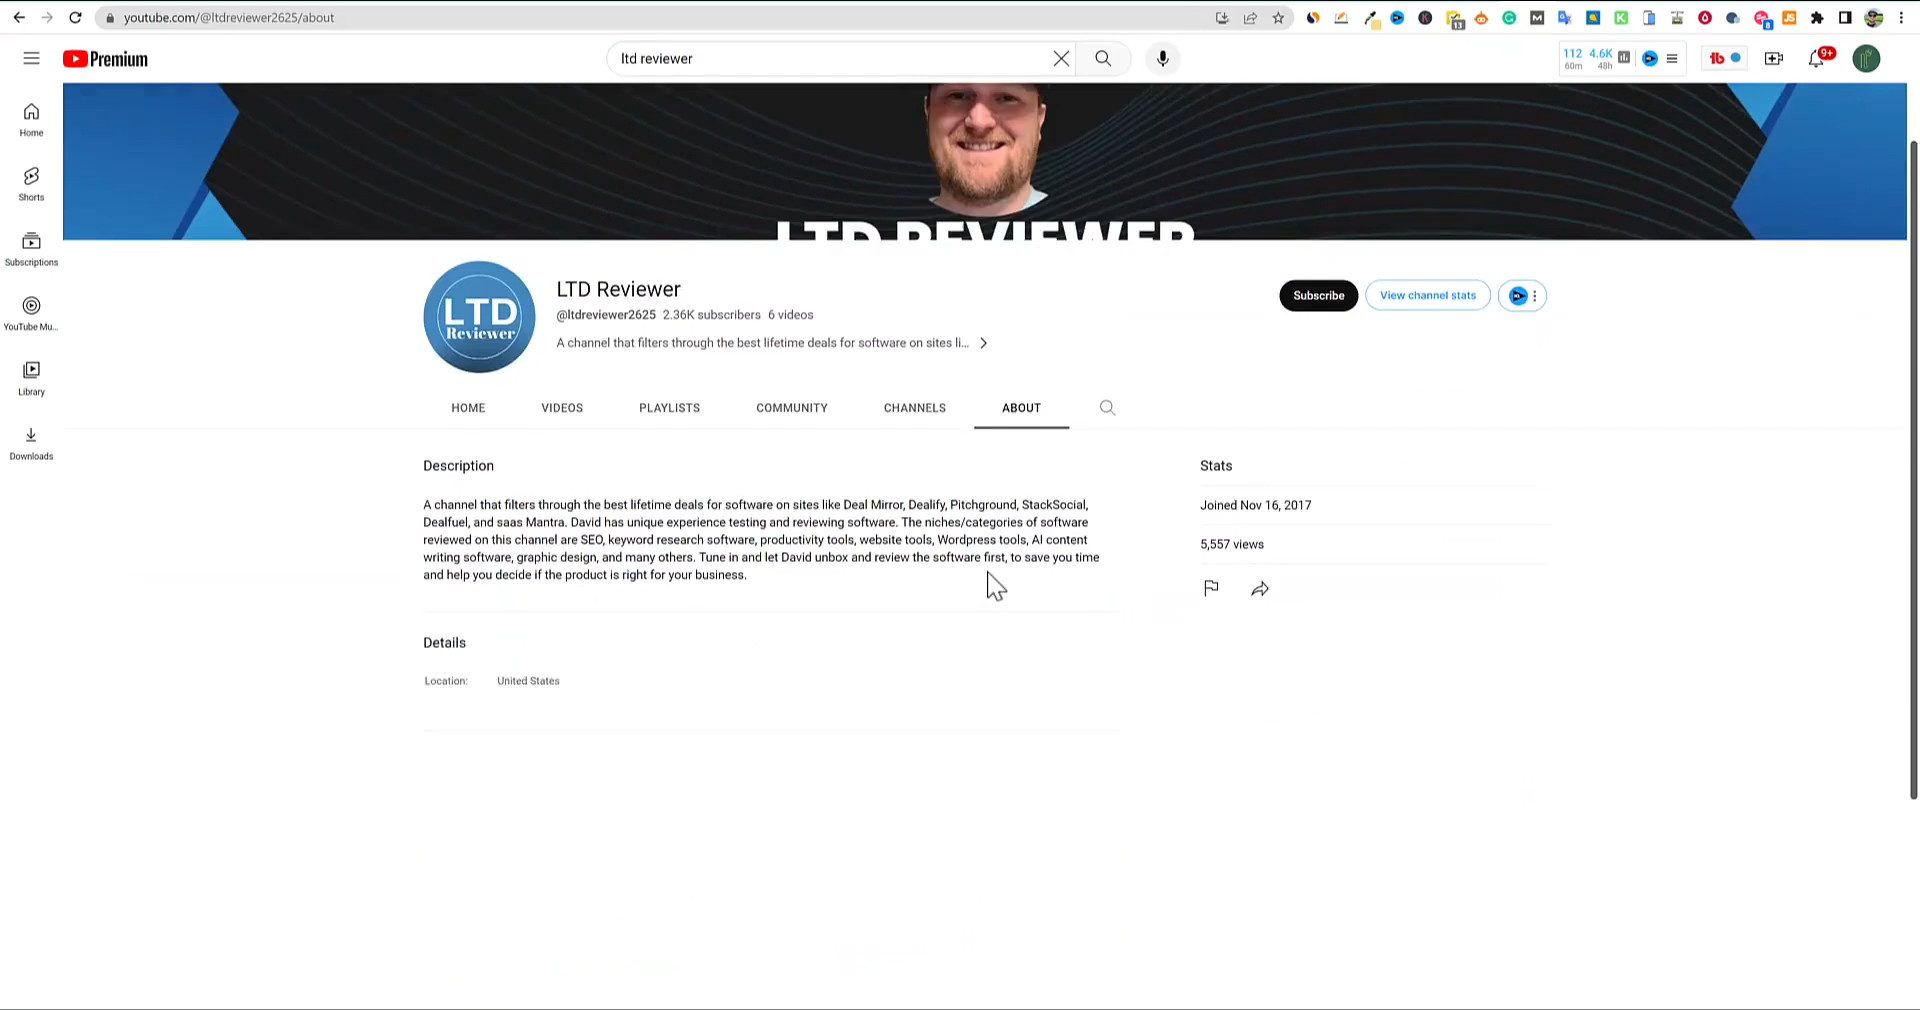 youtube.com/@ltdreviewer2625/about
Premium
ltd reviewer
112 4.6K
60m 48h
9+
Home
Shorts
Subscriptions
YouTube Mu...
Library
Downloads
LTD REVIEWER
LTD
Reviewer
LTD Reviewer
@ltdreviewer2625 2.36K subscribers 6 videos
A channel that filters through the best lifetime deals for software on sites li...
Subscribe
View channel stats
HOME VIDEOS PLAYLISTS COMMUNITY CHANNELS ABOUT
Description
A channel that filters through the best lifetime deals for software on sites like Deal Mirror, Dealify, Pitchground, StackSocial,
Dealfuel, and saas Mantra. David has unique experience testing and reviewing software. The niches/categories of software
reviewed on this channel are SEO, keyword research software, productivity tools, website tools, Wordpress tools, AI content
writing software, graphic design, and many others. Tune in and let David unbox and review the software first, to save you time
and help you decide if the product is right for your business.
Details
Location: United States
Stats
Joined Nov 16, 2017
5,557 views